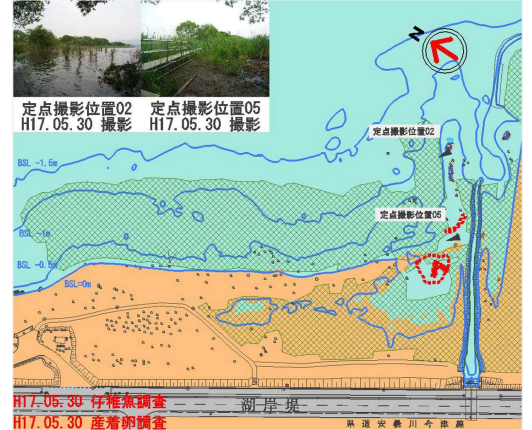 定点撮影位置02
H17.05.30 撮影
定点撮影位置05
H17.05.30 撮影
N
定点撮影位置02
BSL -1.5m
定点撮影位置05
BSL -1m
BSL -0.5m
BSL=0m
H17.05.30 仔稚魚調査
湖岸堤
H17.05.30 産着卵調査
県道安曇川今津線